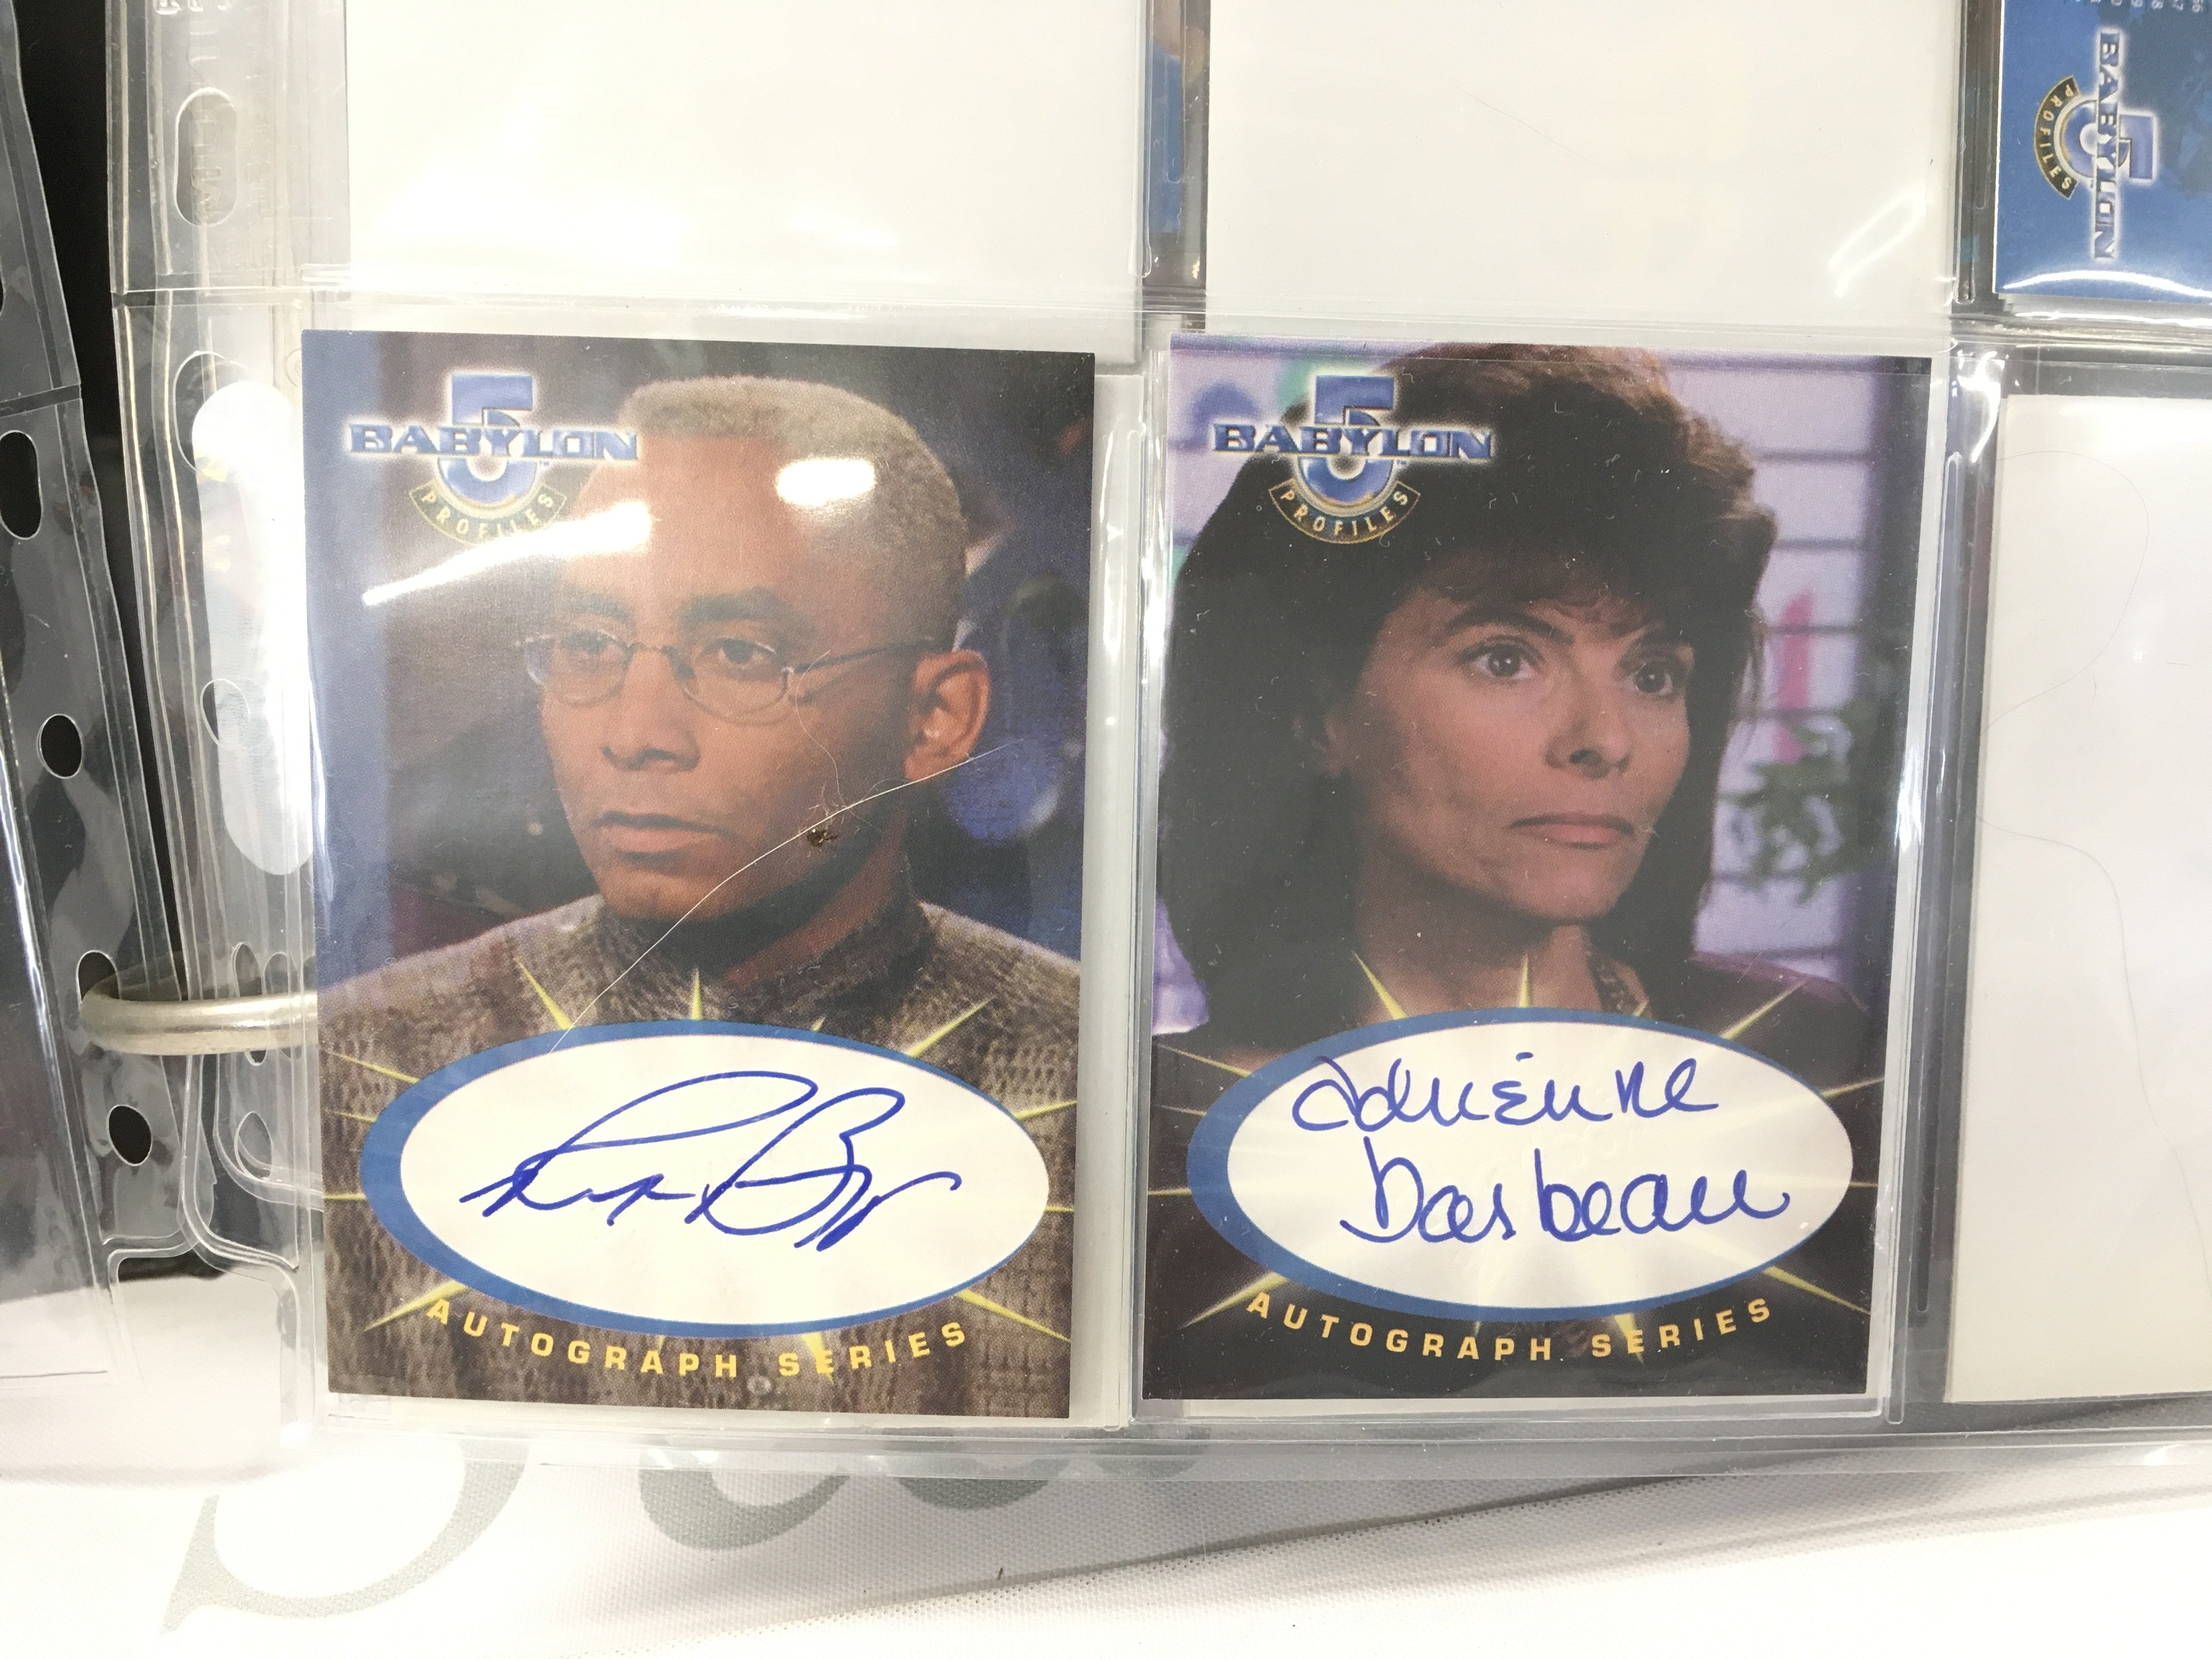 BABYLON 5
PROFILES
BABYLON 5
PROFILES
BABYLON 5
PROFILES
Adrienne
Barbeau
AUTOGRAPH SERIES
AUTOGRAPH SERIES